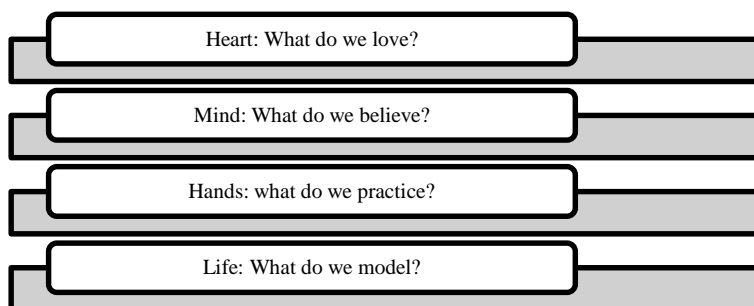 Heart: What do we love?
Mind: What do we believe?
Hands: what do we practice?
Life: What do we model?